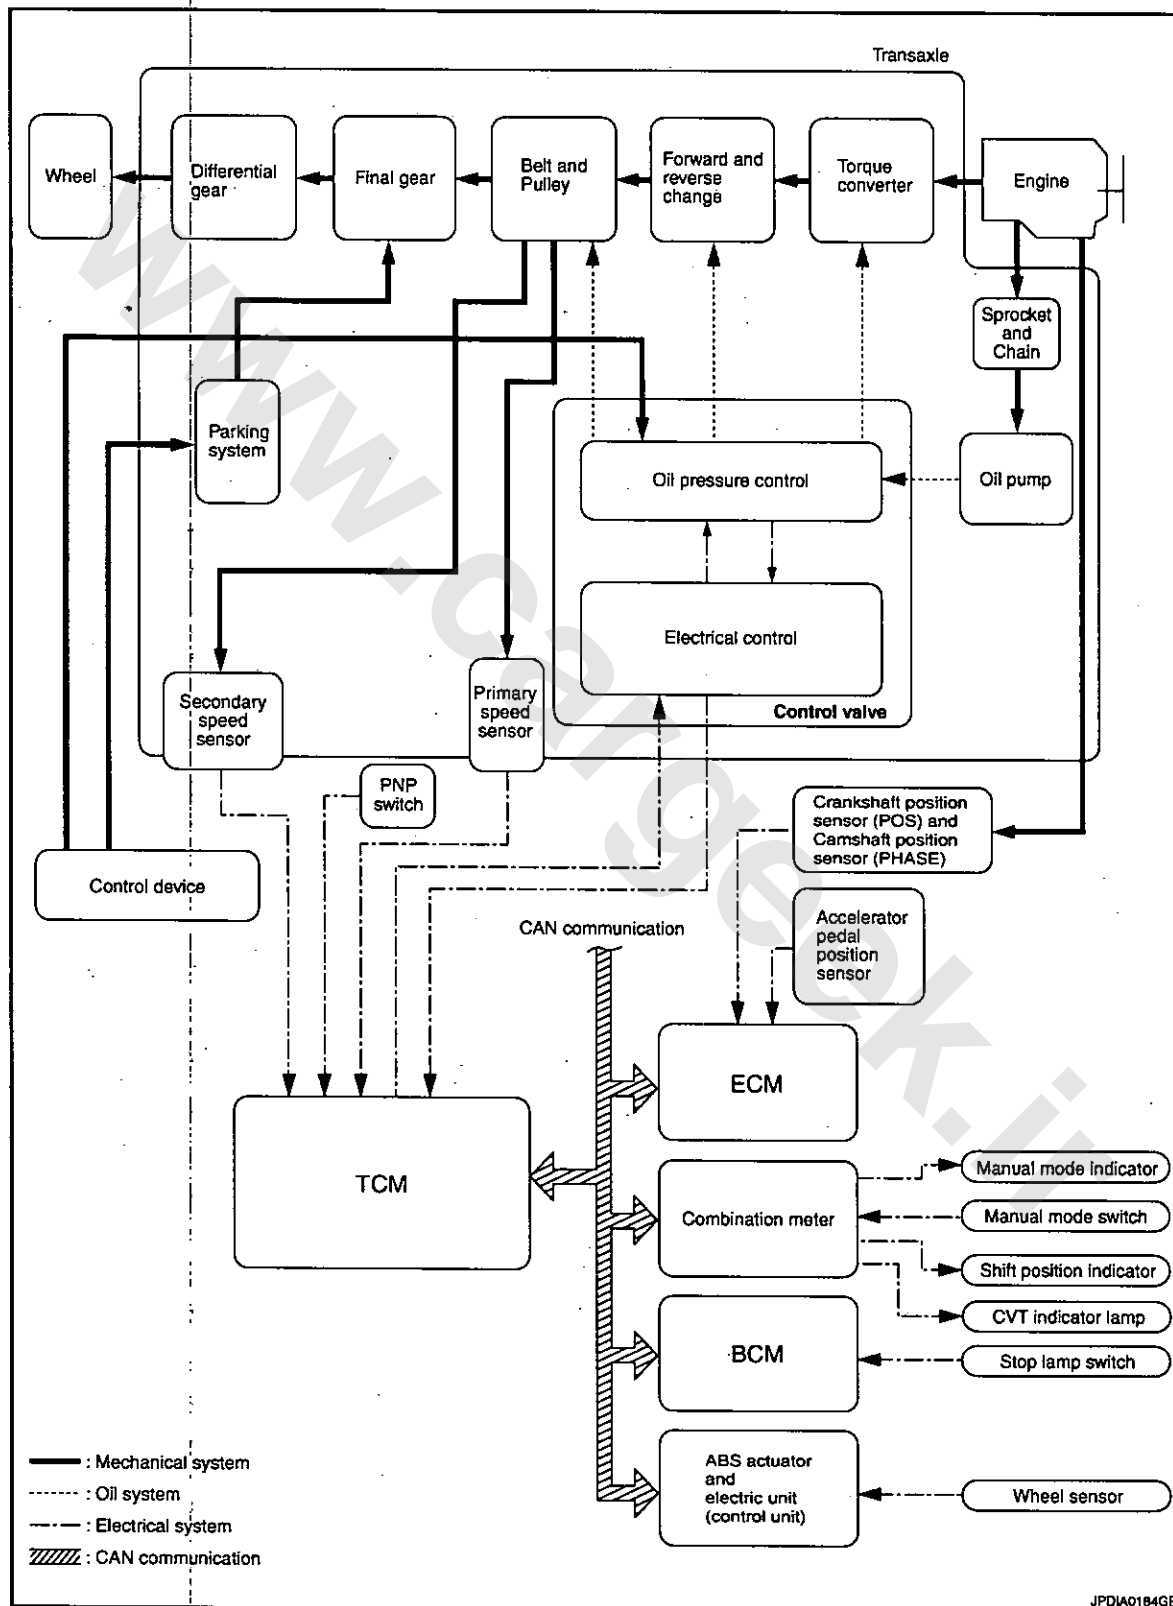 Transaxle
Wheel
Differential
gear
Final gear
Belt and
Pulley
Forward and
reverse
change
Torque
converter
Engine
Sprocket
and
Chain
Parking
system
Oil pressure control
Oil pump
Electrical control
Control valve
Secondary
speed
sensor
Primary
speed
sensor
PNP
switch
Crankshaft position
sensor (POS) and
Camshaft position
sensor (PHASE)
Control device
CAN communication
Accelerator
pedal
position
sensor
ECM
TCM
Combination meter
Manual mode indicator
Manual mode switch
Shift position indicator
CVT indicator lamp
BCM
Stop lamp switch
ABS actuator
and
electric unit
(control unit)
Wheel sensor
: Mechanical system
: Oil system
: Electrical system
: CAN communication
www.cargeek.ir